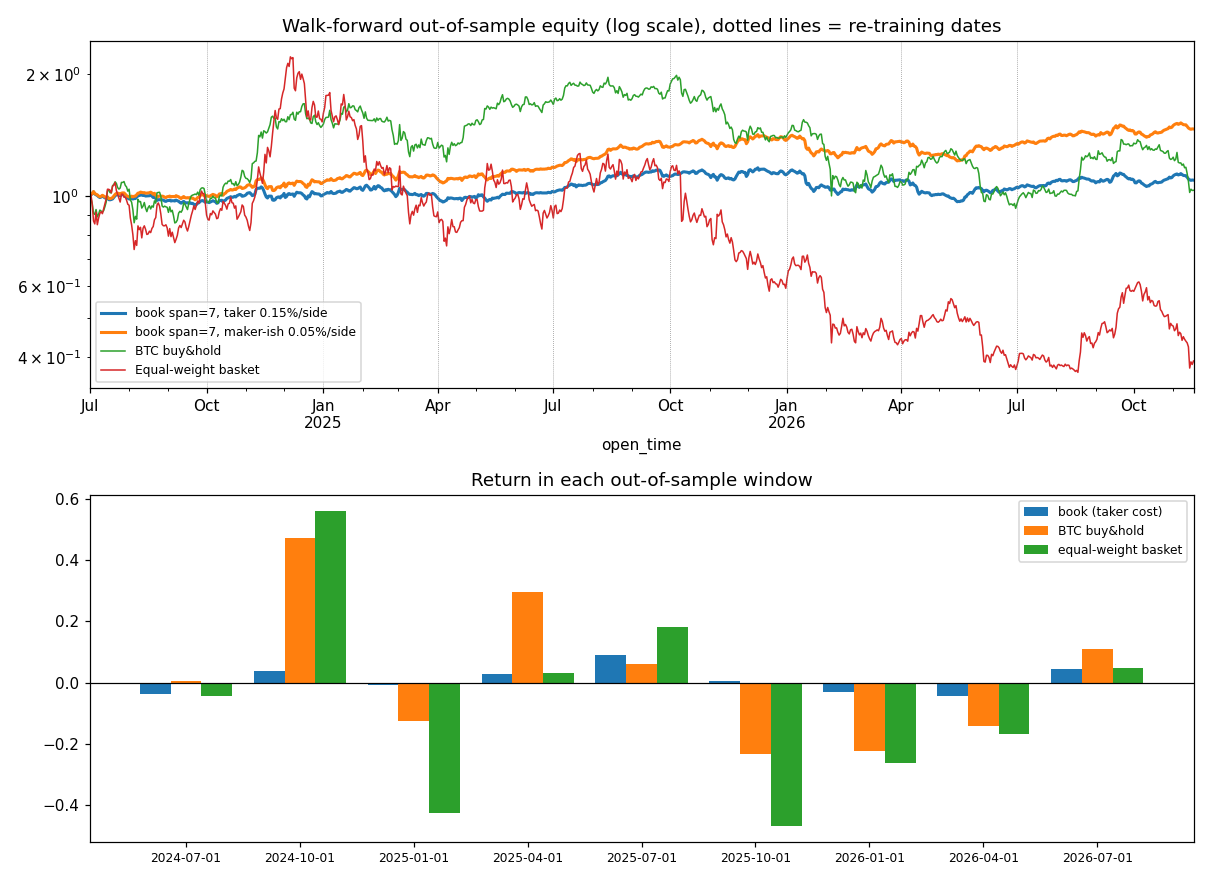 Walk-forward out-of-sample equity (log scale), dotted lines = re-training dates
2 × 10⁰
10⁰
6 × 10⁻¹
4 × 10⁻¹
book span=7, taker 0.15%/side
book span=7, maker-ish 0.05%/side
BTC buy&hold
Equal-weight basket
Jul Oct Jan Apr Jul Oct Jan Apr Jul Oct
2025 2026
open_time
Return in each out-of-sample window
0.6
0.4
0.2
0.0
−0.2
−0.4
book (taker cost)
BTC buy&hold
equal-weight basket
2024-07-01 2024-10-01 2025-01-01 2025-04-01 2025-07-01 2025-10-01 2026-01-01 2026-04-01 2026-07-01